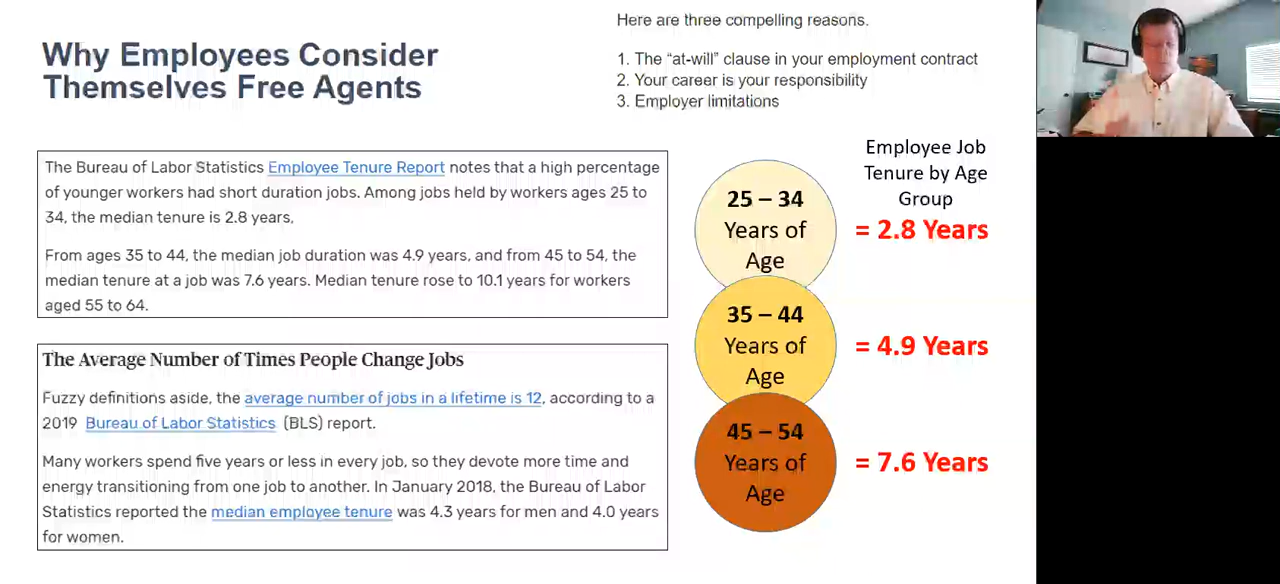 Why Employees Consider
Themselves Free Agents
Here are three compelling reasons.
1. The “at-will” clause in your employment contract
2. Your career is your responsibility
3. Employer limitations
The Bureau of Labor Statistics Employee Tenure Report notes that a high percentage
of younger workers had short duration jobs. Among jobs held by workers ages 25 to
34, the median tenure is 2.8 years.
From ages 35 to 44, the median job duration was 4.9 years, and from 45 to 54, the
median tenure at a job was 7.6 years. Median tenure rose to 10.1 years for workers
aged 55 to 64.
The Average Number of Times People Change Jobs
Fuzzy definitions aside, the average number of jobs in a lifetime is 12, according to a
2019 Bureau of Labor Statistics (BLS) report.
Many workers spend five years or less in every job, so they devote more time and
energy transitioning from one job to another. In January 2018, the Bureau of Labor
Statistics reported the median employee tenure was 4.3 years for men and 4.0 years
for women.
Employee Job
Tenure by Age
Group
25 – 34
Years of
Age
= 2.8 Years
35 – 44
Years of
Age
= 4.9 Years
45 – 54
Years of
Age
= 7.6 Years